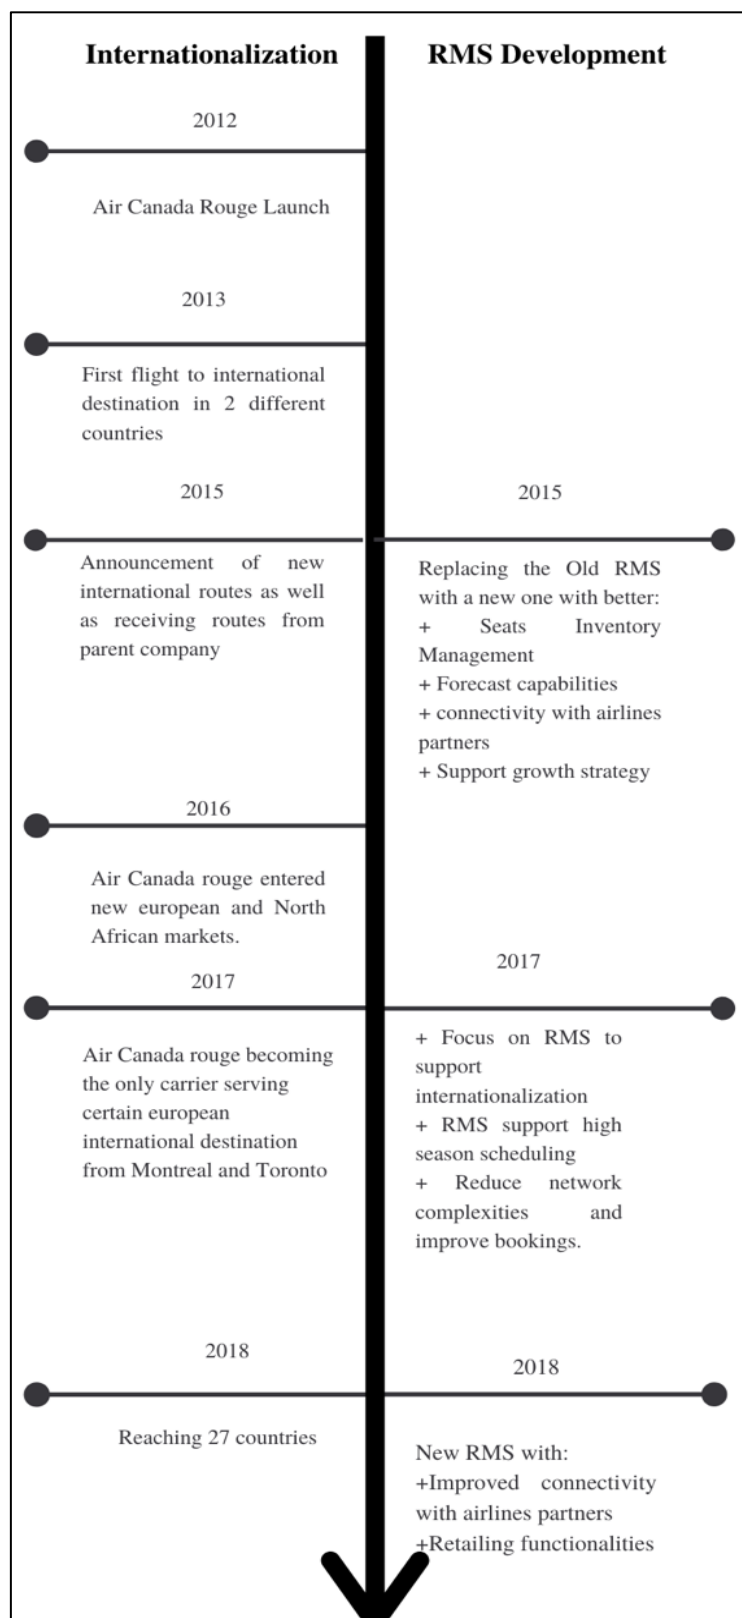 Internationalization
RMS Development
2012
Air Canada Rouge Launch
2013
First flight to international
destination in 2 different
countries
2015
Announcement of new
international routes as well
as receiving routes from
parent company
2015
Replacing the Old RMS
with a new one with better:
+ Seats Inventory
Management
+ Forecast capabilities
+ connectivity with airlines
partners
+ Support growth strategy
2016
Air Canada rouge entered
new european and North
African markets.
2017
Air Canada rouge becoming
the only carrier serving
certain european
international destination
from Montreal and Toronto
2017
+ Focus on RMS to
support
internationalization
+ RMS support high
season scheduling
+ Reduce network
complexities and
improve bookings.
2018
Reaching 27 countries
2018
New RMS with:
+Improved connectivity
with airlines partners
+Retailing functionalities